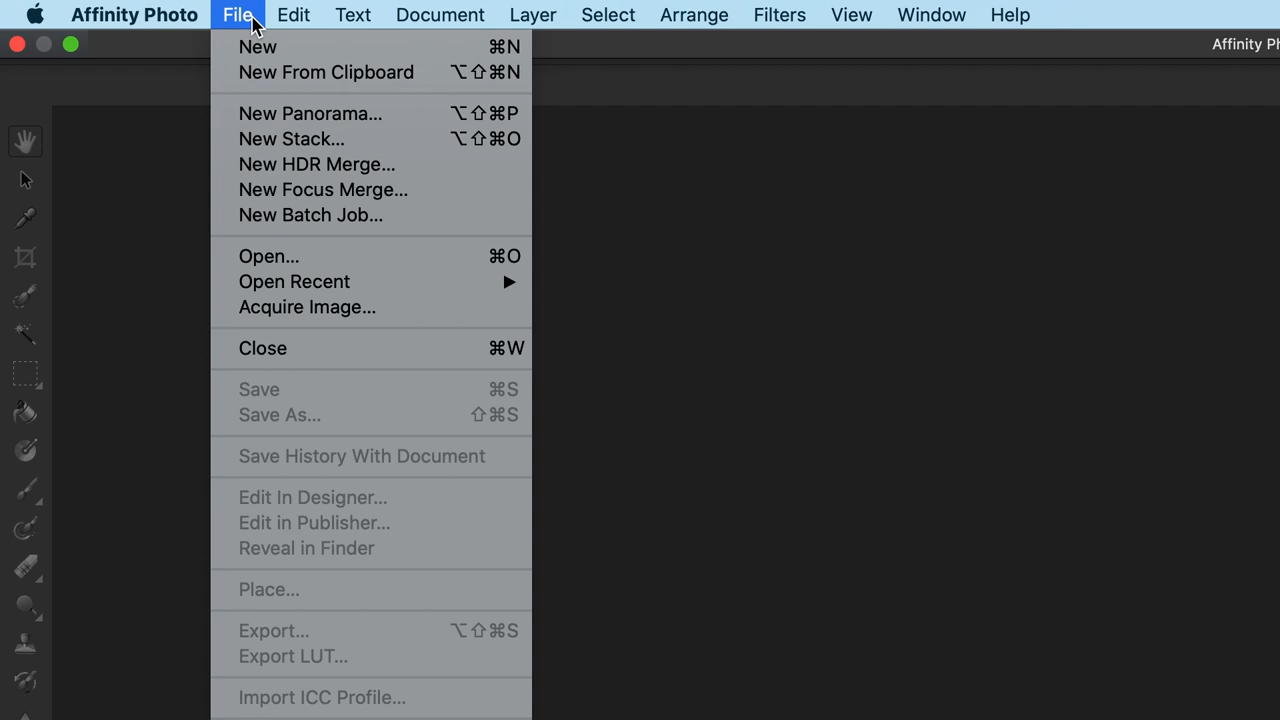 Affinity Photo File Edit Text Document Layer Select Arrange Filters View Window Help
Affinity
New ⌘N
New From Clipboard ⌥⇧⌘N
New Panorama... ⌥⇧⌘P
New Stack... ⌥⇧⌘O
New HDR Merge...
New Focus Merge...
New Batch Job...
Open... ⌘O
Open Recent ▶
Acquire Image...
Close ⌘W
Save ⌘S
Save As... ⇧⌘S
Save History With Document
Edit In Designer...
Edit in Publisher...
Reveal in Finder
Place...
Export... ⌥⇧⌘S
Export LUT...
Import ICC Profile...